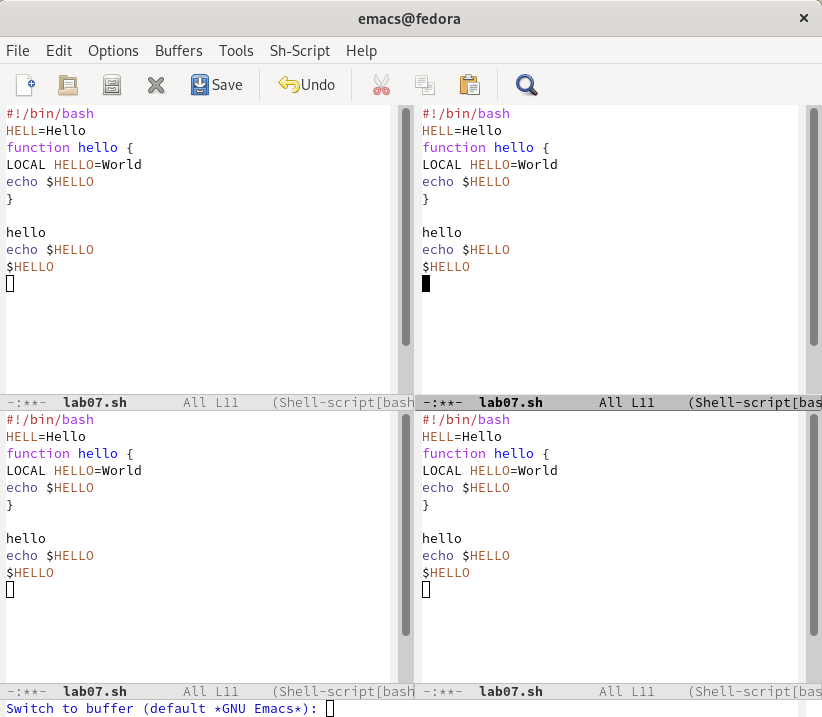 emacs@fedora
File Edit Options Buffers Tools Sh-Script Help
Save Undo
#!/bin/bash
HELL=Hello
function hello {
LOCAL HELLO=World
echo $HELLO
}
hello
echo $HELLO
$HELLO
-:**- lab07.sh All L11 (Shell-script[bash
#!/bin/bash
HELL=Hello
function hello {
LOCAL HELLO=World
echo $HELLO
}
hello
echo $HELLO
$HELLO
-:**- lab07.sh All L11 (Shell-script[bas
#!/bin/bash
HELL=Hello
function hello {
LOCAL HELLO=World
echo $HELLO
}
hello
echo $HELLO
$HELLO
-:**- lab07.sh All L11 (Shell-script[bash
#!/bin/bash
HELL=Hello
function hello {
LOCAL HELLO=World
echo $HELLO
}
hello
echo $HELLO
$HELLO
-:**- lab07.sh All L11 (Shell-script[bas
Switch to buffer (default *GNU Emacs*):